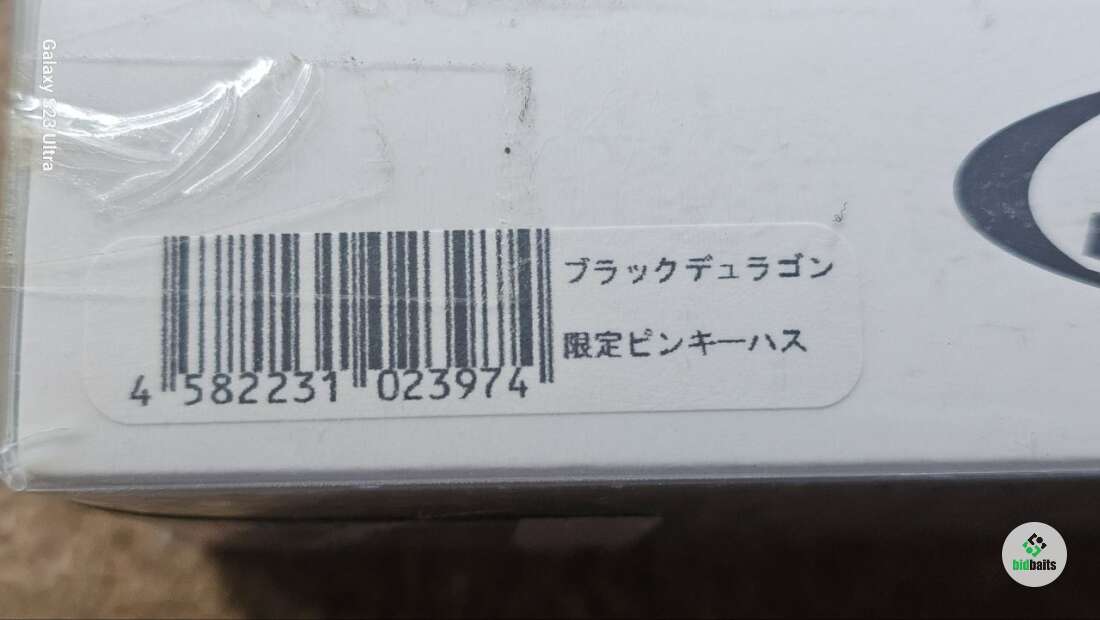 Galaxy S23 Ultra
ブラックデュラゴン
限定ピンキーハス
4 582231 023974
bidbaits